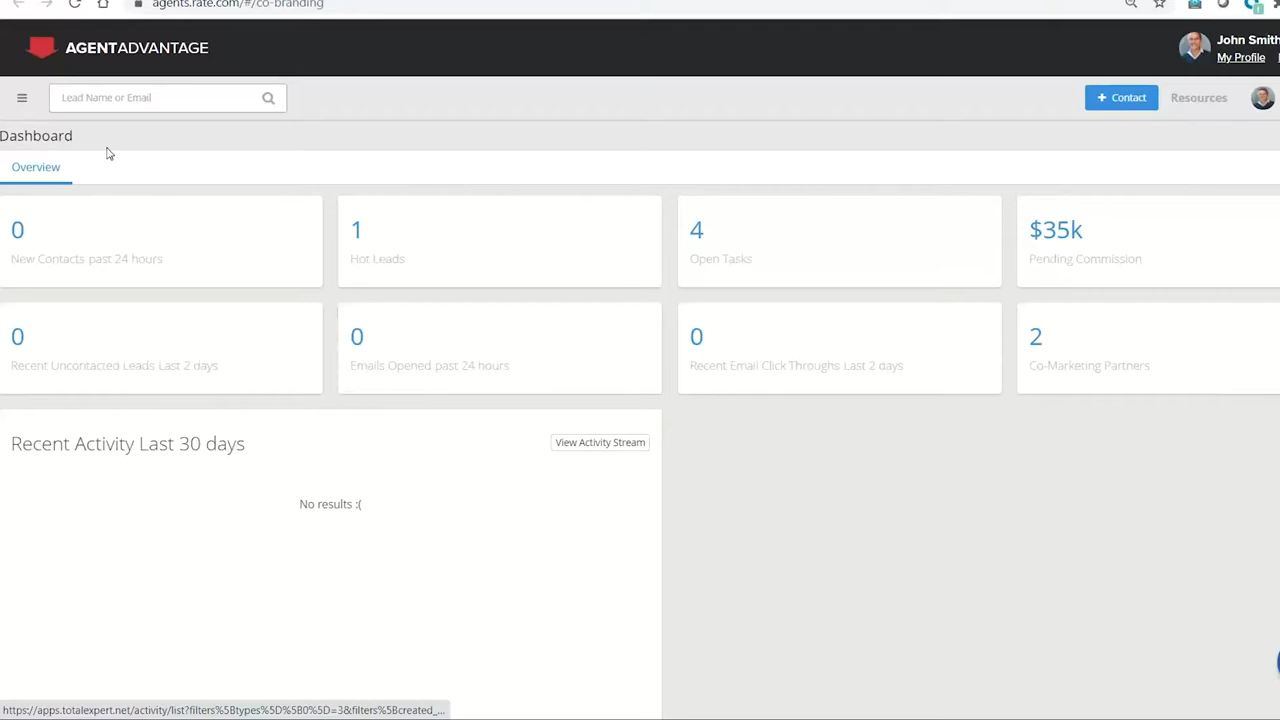 agents.rate.com/#/co-branding
AGENTADVANTAGE
John Smith
My Profile
Lead Name or Email
+ Contact
Resources
Dashboard
Overview
0
New Contacts past 24 hours
1
Hot Leads
4
Open Tasks
$35k
Pending Commission
0
Recent Uncontacted Leads Last 2 days
0
Emails Opened past 24 hours
0
Recent Email Click Throughs Last 2 days
2
Co-Marketing Partners
Recent Activity Last 30 days
View Activity Stream
No results :(
https://apps.totalexpert.net/activity/list?filters%5Btypes%5D%5B0%5D=3&filters%5Bcreated_...